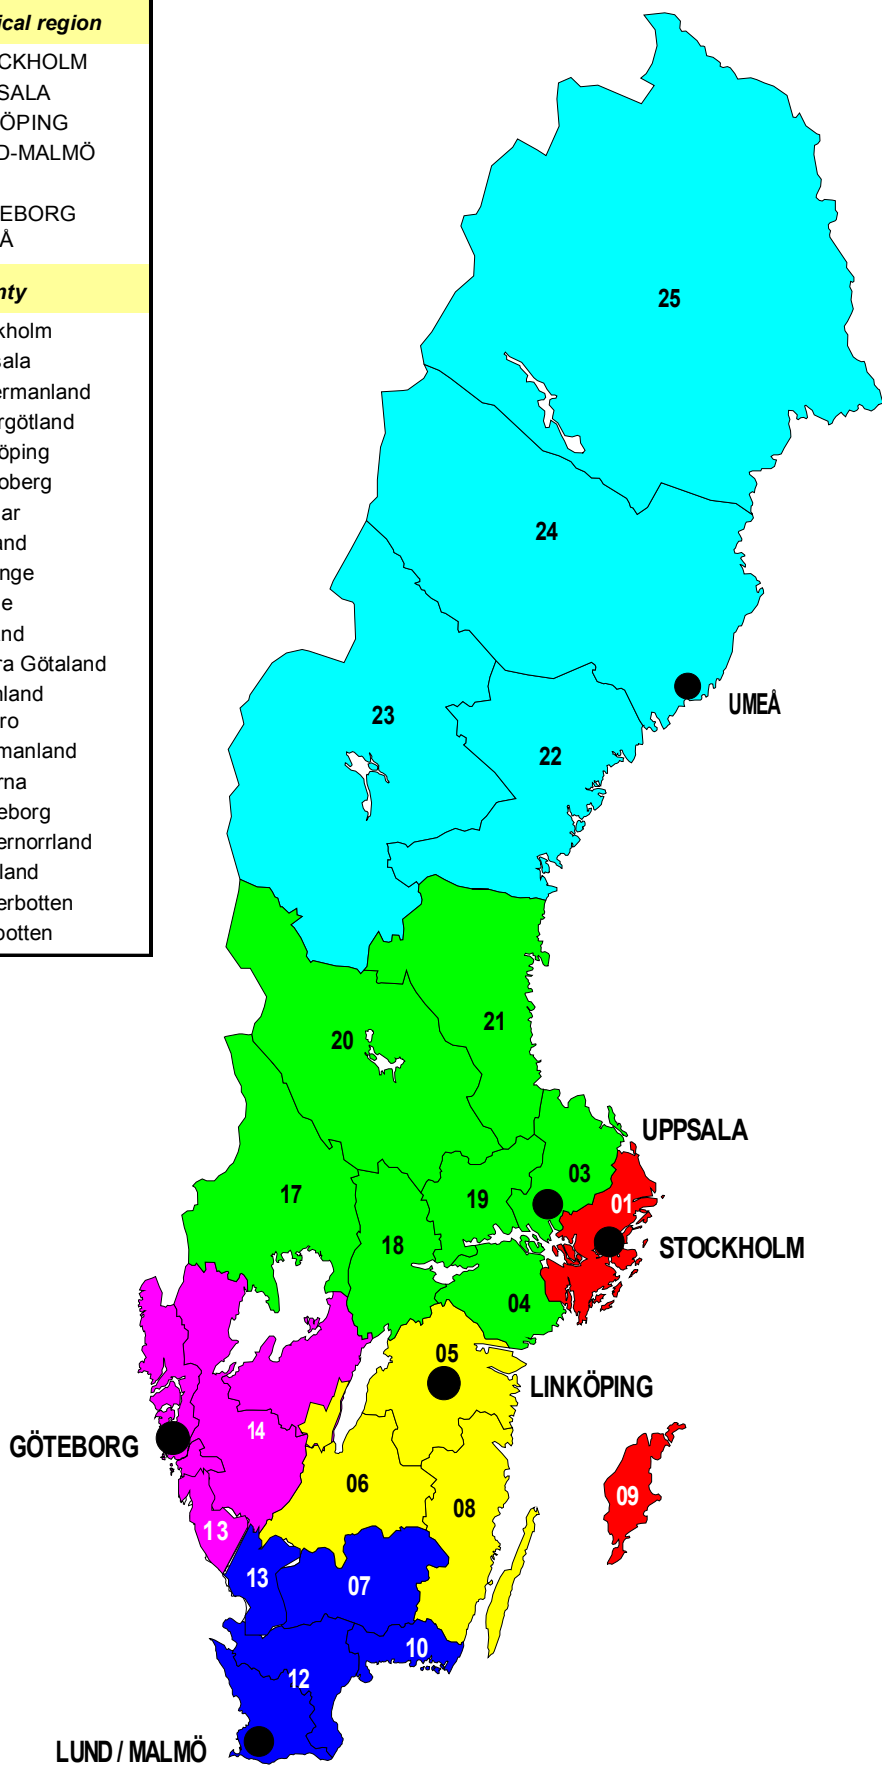 ical region
CKHOLM
SALA
ÖPING
D-MALMÖ
EBORG
Å
nty
kholm
sala
ermanland
rgötland
öping
oberg
ar
and
nge
e
and
ra Götaland
nland
ro
manland
rna
eborg
ernorrland
land
erbotten
botten
25
24
UMEÅ
23
22
21
20
UPPSALA
03
17
19
01
18
STOCKHOLM
04
05
LINKÖPING
14
GÖTEBORG
06
09
08
13
13
07
10
12
LUND / MALMÖ